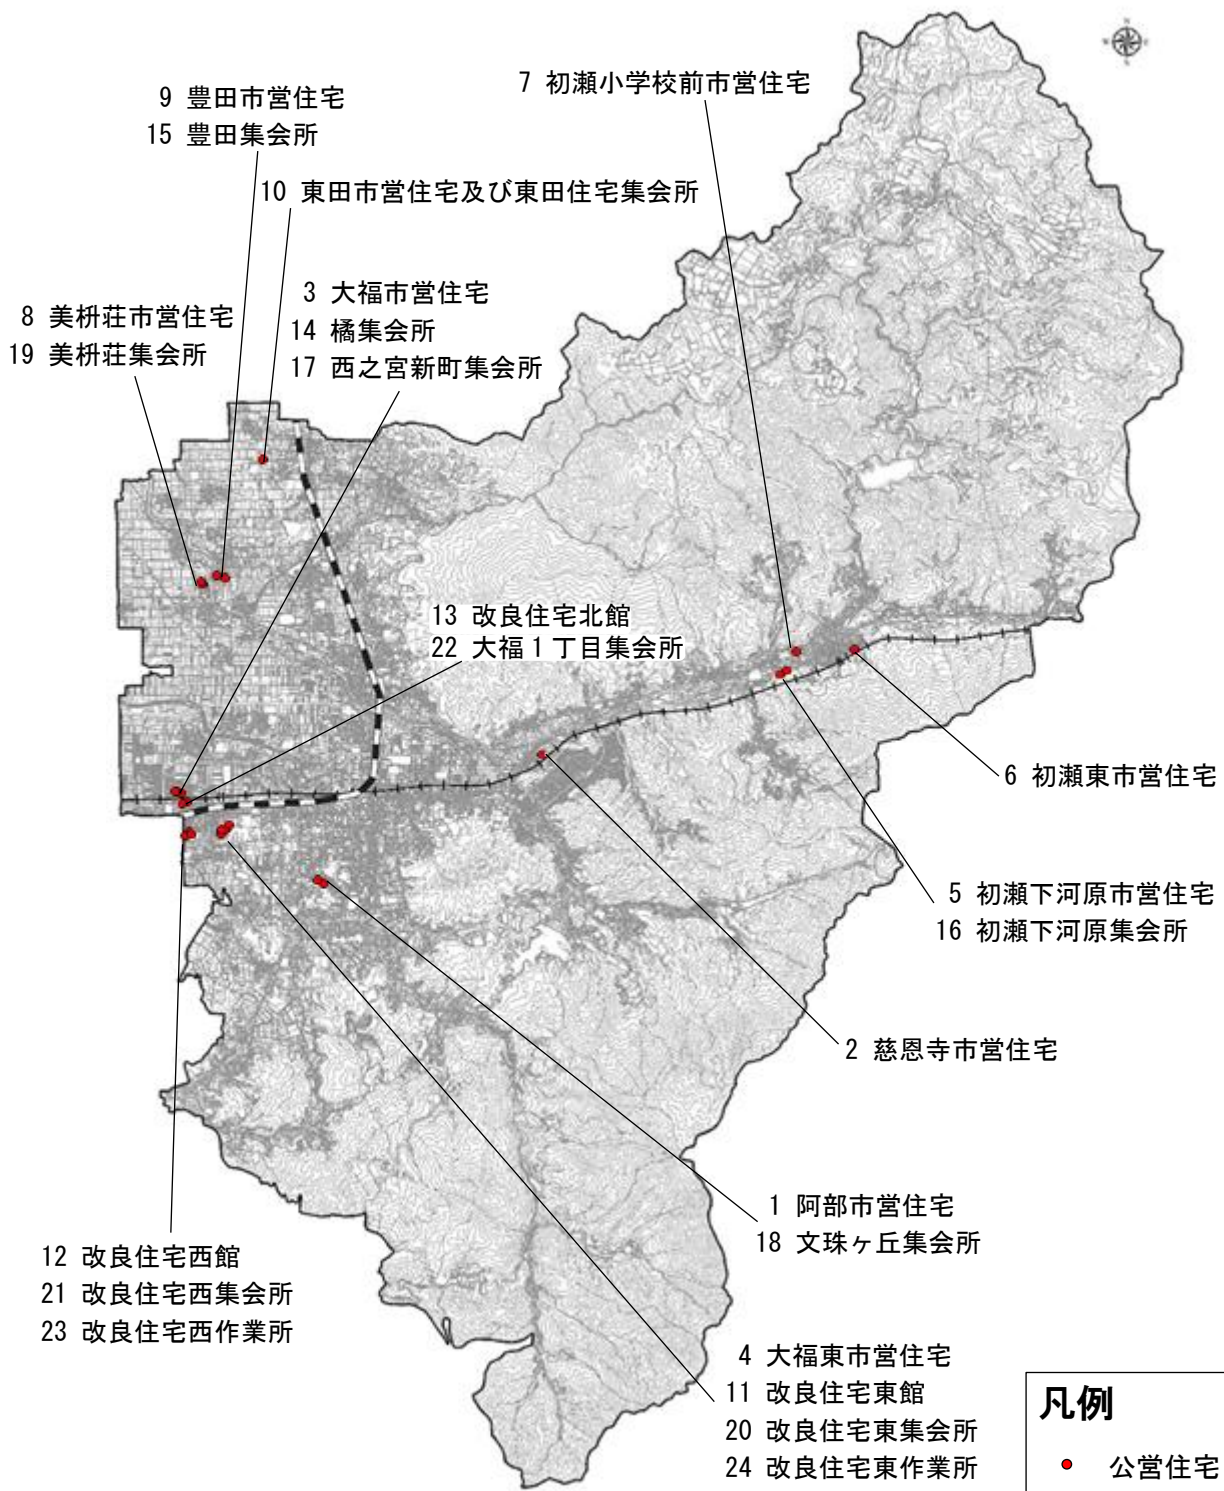 7 初瀬小学校前市営住宅
9 豊田市営住宅
15 豊田集会所
10 東田市営住宅及び東田住宅集会所
3 大福市営住宅
14 橘集会所
17 西之宮新町集会所
8 美枡荘市営住宅
19 美枡荘集会所
13 改良住宅北館
22 大福１丁目集会所
6 初瀬東市営住宅
5 初瀬下河原市営住宅
16 初瀬下河原集会所
2 慈恩寺市営住宅
1 阿部市営住宅
18 文珠ヶ丘集会所
12 改良住宅西館
21 改良住宅西集会所
23 改良住宅西作業所
4 大福東市営住宅
11 改良住宅東館
20 改良住宅東集会所
24 改良住宅東作業所
凡例
公営住宅